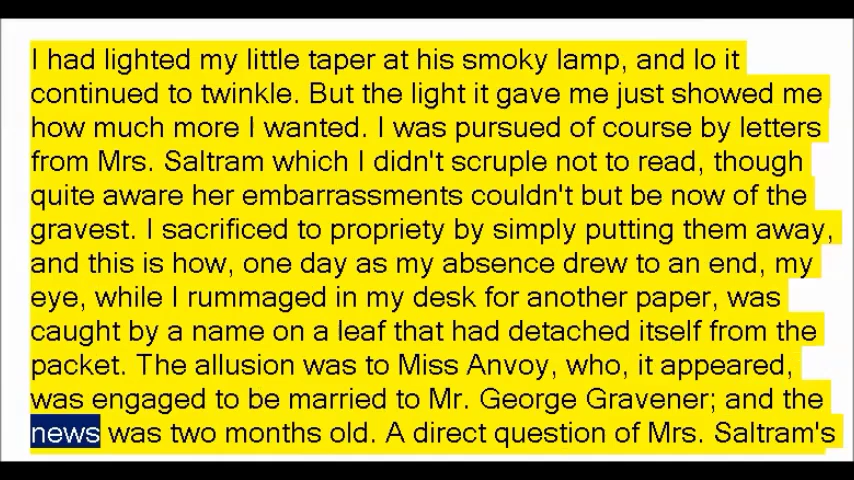 I had lighted my little taper at his smoky lamp, and lo it
continued to twinkle. But the light it gave me just showed me
how much more I wanted. I was pursued of course by letters
from Mrs. Saltram which I didn't scruple not to read, though
quite aware her embarrassments couldn't but be now of the
gravest. I sacrificed to propriety by simply putting them away,
and this is how, one day as my absence drew to an end, my
eye, while I rummaged in my desk for another paper, was
caught by a name on a leaf that had detached itself from the
packet. The allusion was to Miss Anvoy, who, it appeared,
was engaged to be married to Mr. George Gravener; and the
news was two months old. A direct question of Mrs. Saltram's